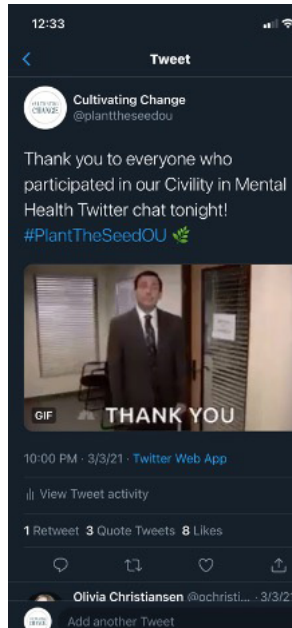 12:33
Tweet
CULTIVATING
CHANGE
Cultivating Change
@planttheseedou
Thank you to everyone who
participated in our Civility in Mental
Health Twitter chat tonight!
#PlantTheSeedOU
GIF
THANK YOU
10:00 PM · 3/3/21 · Twitter Web App
View Tweet activity
1 Retweet 3 Quote Tweets 8 Likes
Olivia Christiansen @ochristi... · 3/3/21
Add another Tweet